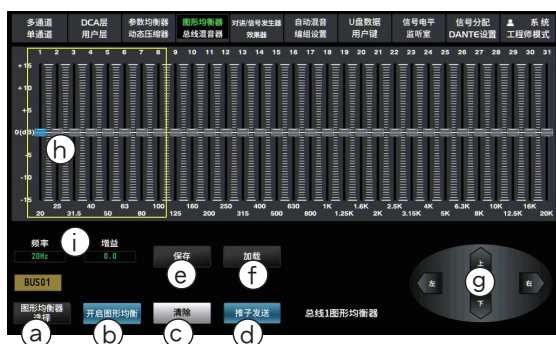 多通道 DCA层 参数均衡器 图形均衡器 对讲/信号发生器 自动混音 U盘数据 信号电平 信号分配 系统
单通道 用户层 动态压缩器 总线混音器 效果器 编组设置 用户键 监听室 DANTE设置 工程师模式
1 2 3 4 5 6 7 8 9 10 11 12 13 14 15 16 17 18 19 20 21 22 23 24 25 26 27 28 29 30 31
+15
+10
+5
0(dB)
h
-5
-10
-15
25 40 63 100 160 250 400 630 1K 1.6K 2.5K 4K 6.3K 10K 16K
20 31.5 50 80 125 200 315 500 800 1.25K 2K 3.15K 5K 8K 12.5K 20K
频率 i 增益
20Hz 0.0
保存 加载
e f
上
左 g 右
下
BUS01
图形均衡器选择 开启图形均衡 清除 推子发送 总线1图形均衡器
a b c d